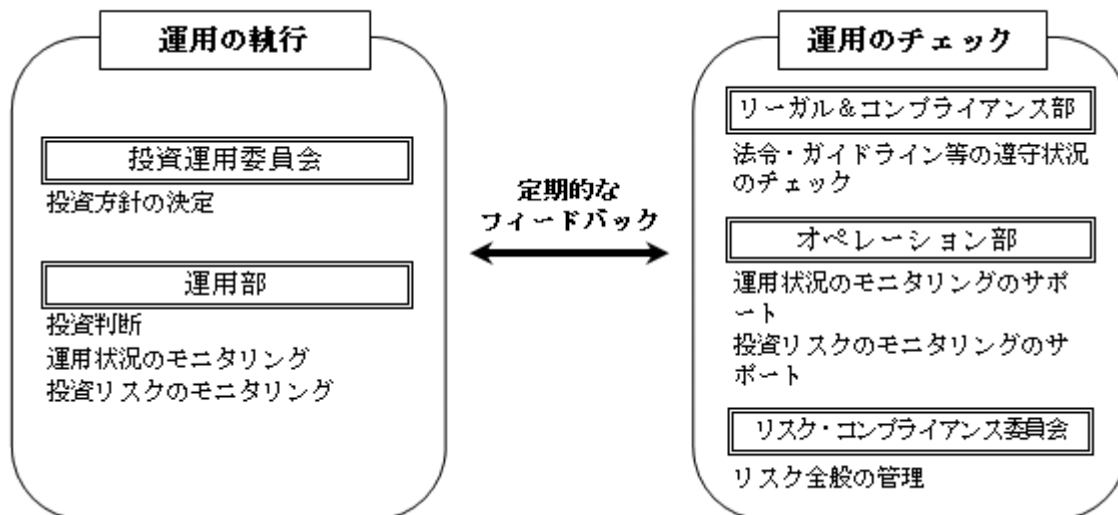 運用の執行
投資運用委員会
投資方針の決定
運用部
投資判断
運用状況のモニタリング
投資リスクのモニタリング
定期的な
フィードバック
運用のチェック
リーガル＆コンプライアンス部
法令・ガイドライン等の遵守状況
のチェック
オペレーション部
運用状況のモニタリングのサポ
ート
投資リスクのモニタリングのサ
ポート
リスク・コンプライアンス委員会
リスク全般の管理